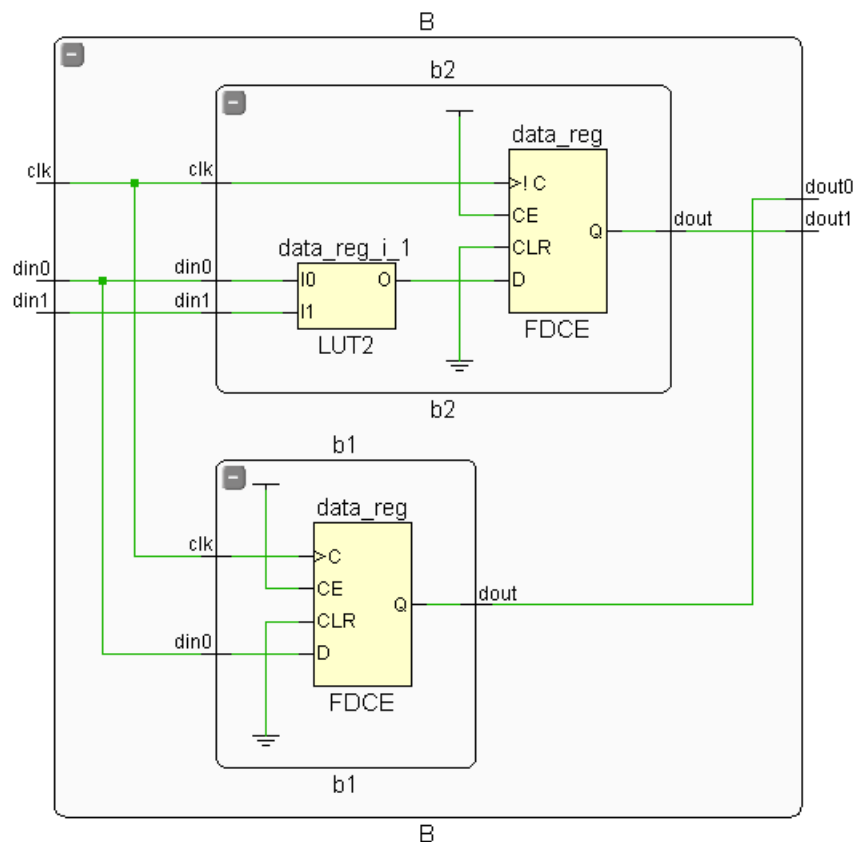 B
b2
data_reg
clk
clk
>! C
CE
CLR
D
Q
dout
dout0
dout1
din0
din1
din0
din1
data_reg_i_1
I0
I1
O
LUT2
FDCE
b2
b1
data_reg
clk
>C
CE
CLR
D
Q
dout
din0
FDCE
b1
B